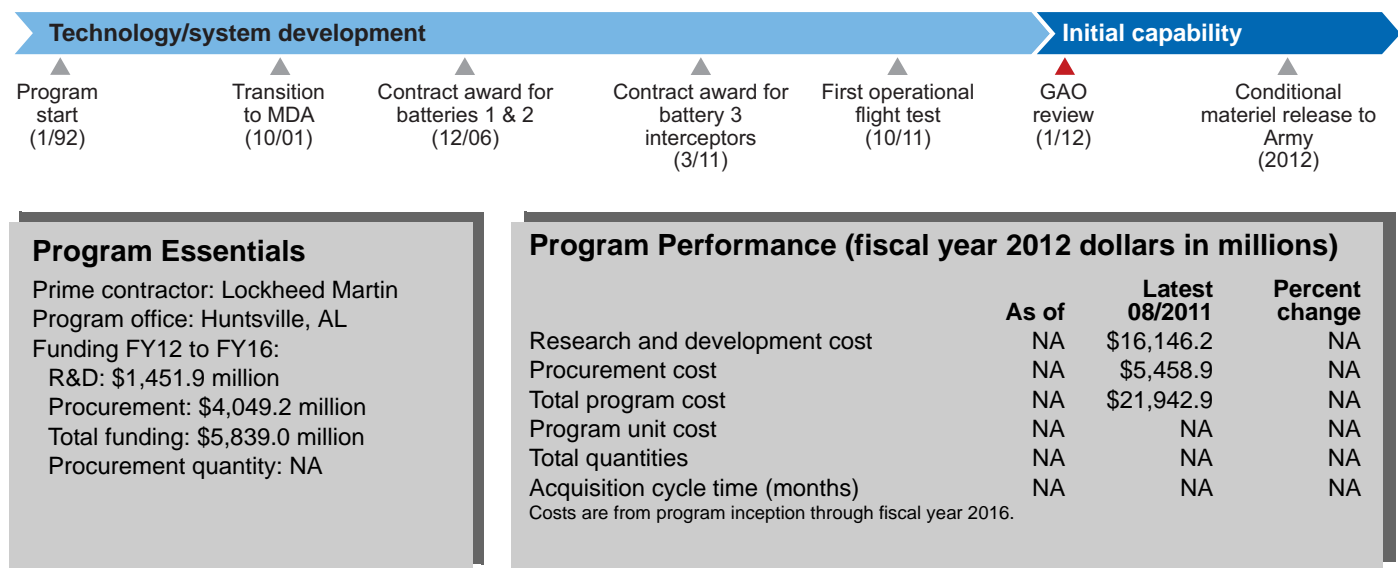 Technology/system development
Initial capability
Program
start
(1/92)
Transition
to MDA
(10/01)
Contract award for
batteries 1 & 2
(12/06)
Contract award for
battery 3
interceptors
(3/11)
First operational
flight test
(10/11)
GAO
review
(1/12)
Conditional
materiel release to
Army
(2012)
Program Essentials
Prime contractor: Lockheed Martin
Program office: Huntsville, AL
Funding FY12 to FY16:
R&D: $1,451.9 million
Procurement: $4,049.2 million
Total funding: $5,839.0 million
Procurement quantity: NA
Program Performance (fiscal year 2012 dollars in millions)
Latest Percent
As of 08/2011 change
Research and development cost NA $16,146.2 NA
Procurement cost NA $5,458.9 NA
Total program cost NA $21,942.9 NA
Program unit cost NA NA NA
Total quantities NA NA NA
Acquisition cycle time (months) NA NA NA
Costs are from program inception through fiscal year 2016.